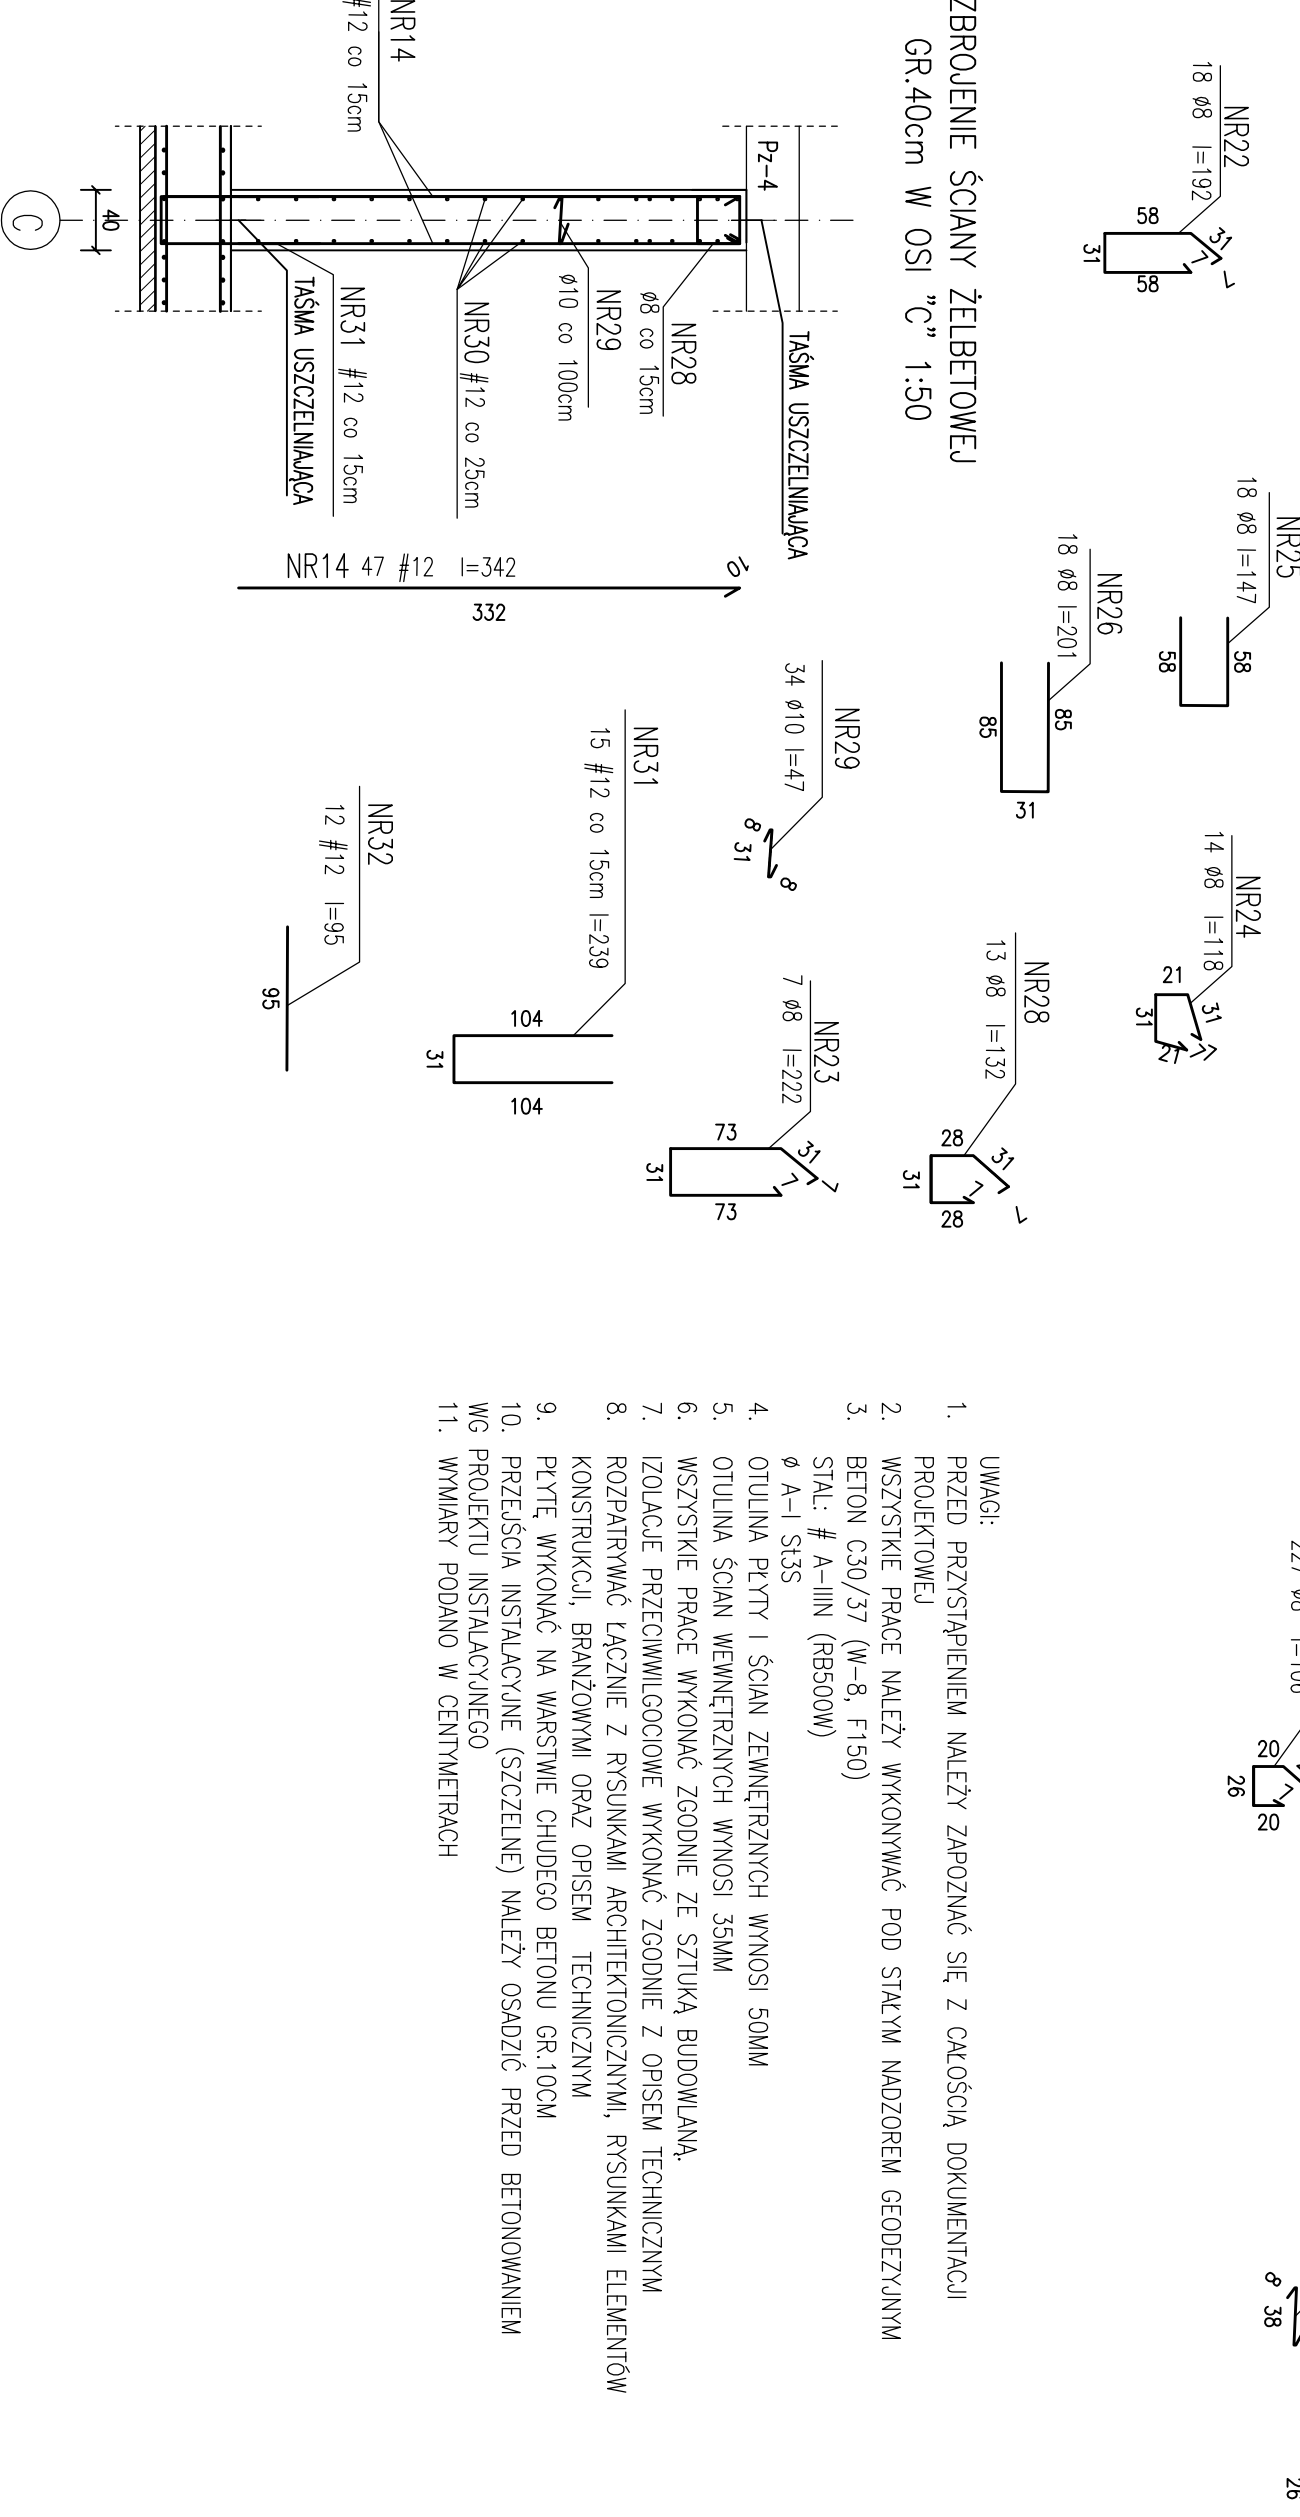 ZBROJENIE ŚCIANY ŻELBETOWEJ
GR.40cm W OSI "C" 1:50
NR22
18 ø8 l=192
58
31
7
7
31
58
NR25
18 ø8 l=147
58
58
NR26
18 ø8 l=201
85
85
31
NR24
14 ø8 l=118
21
31
7
7
31
21
NR28
13 ø8 l=132
28
31
7
7
31
28
NR29
34 ø10 l=47
8
31
8
NR23
7 ø8 l=222
73
31
7
7
31
73
NR31
15 #12 co 15cm l=239
104
31
104
NR32
12 #12 l=95
95
NR14 47 #12 l=342
332
10
TAŚMA USZCZELNIAJĄCA
Pz-4
NR28
ø8 co 15cm
NR29
ø10 co 100cm
NR30 #12 co 25cm
NR14
#12 co 15cm
NR31 #12 co 15cm
TAŚMA USZCZELNIAJĄCA
40
C
20
26
7
20
8
38
26
UWAGI:
1. PRZED PRZYSTĄPIENIEM NALEŻY ZAPOZNAĆ SIĘ Z CAŁOŚCIĄ DOKUMENTACJI
PROJEKTOWEJ
2. WSZYSTKIE PRACE NALEŻY WYKONYWAĆ POD STAŁYM NADZOREM GEODEZYJNYM
3. BETON C30/37 (W-8, F150)
STAL: # A-IIIN (RB500W)
ø A-I St3S
4. OTULINA PŁYTY I ŚCIAN ZEWNĘTRZNYCH WYNOSI 50MM
5. OTULINA ŚCIAN WEWNĘTRZNYCH WYNOSI 35MM
6. WSZYSTKIE PRACE WYKONAĆ ZGODNIE ZE SZTUKĄ BUDOWLANĄ.
7. IZOLACJE PRZECIWWILGOCIOWE WYKONAĆ ZGODNIE Z OPISEM TECHNICZNYM
8. ROZPATRYWAĆ ŁĄCZNIE Z RYSUNKAMI ARCHITEKTONICZNYMI, RYSUNKAMI ELEMENTÓW
KONSTRUKCJI, BRANŻOWYMI ORAZ OPISEM TECHNICZNYM
9. PŁYTĘ WYKONAĆ NA WARSTWIE CHUDEGO BETONU GR.10CM
10. PRZEJŚCIA INSTALACYJNE (SZCZELNE) NALEŻY OSADZIĆ PRZED BETONOWANIEM
WG PROJEKTU INSTALACYJNEGO
11. WYMIARY PODANO W CENTYMETRACH